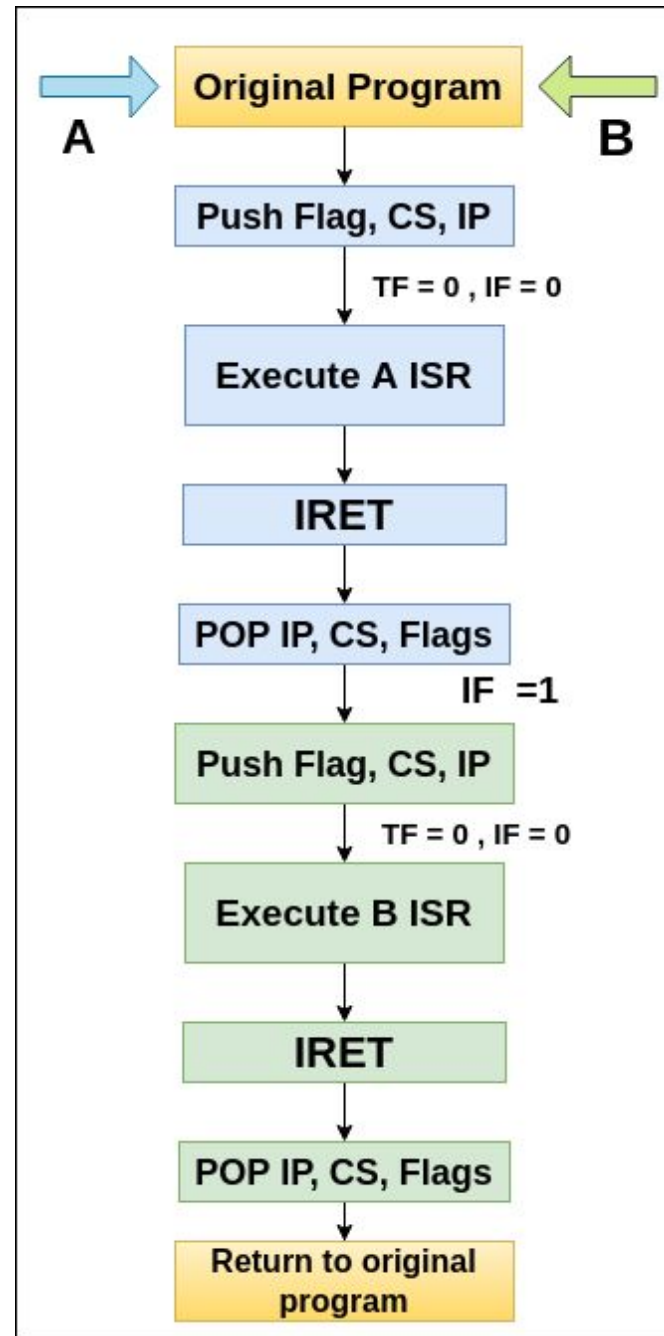 Original Program
A
B
Push Flag, CS, IP
TF = 0 , IF = 0
Execute A ISR
IRET
POP IP, CS, Flags
IF =1
Push Flag, CS, IP
TF = 0 , IF = 0
Execute B ISR
IRET
POP IP, CS, Flags
Return to original
program